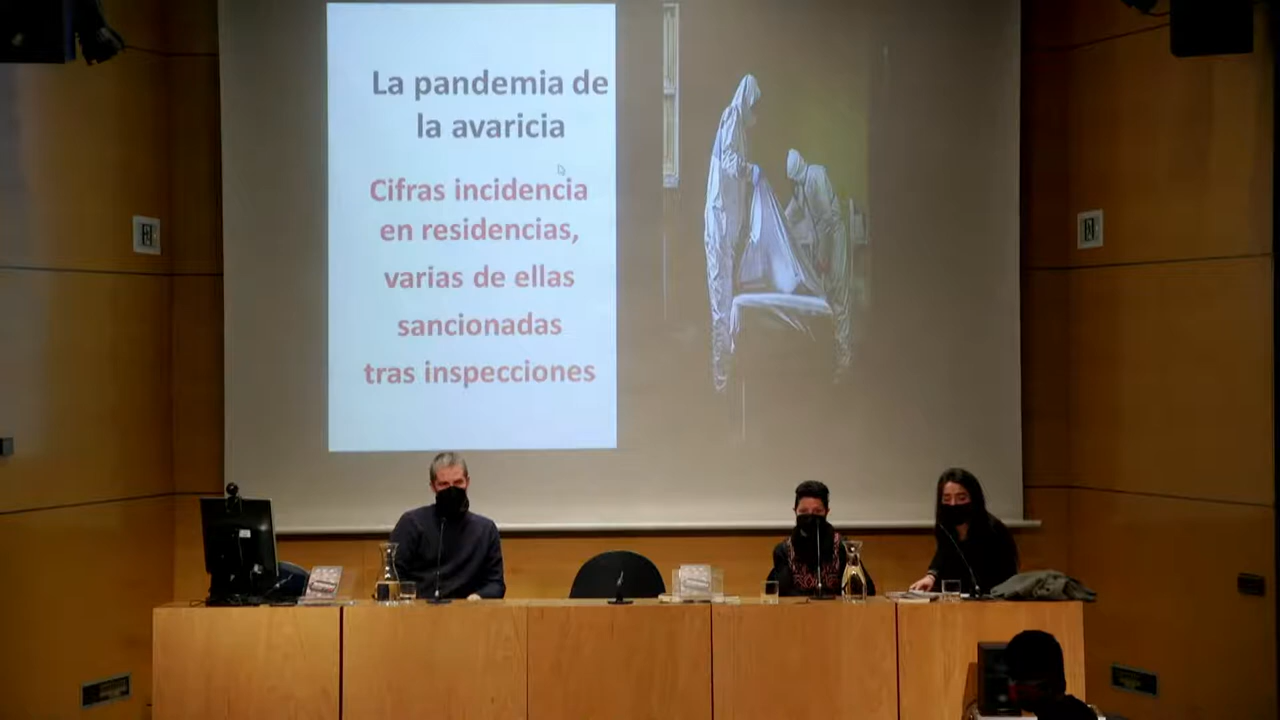 La pandemia de
la avaricia
Cifras incidencia
en residencias,
varias de ellas
sancionadas
tras inspecciones